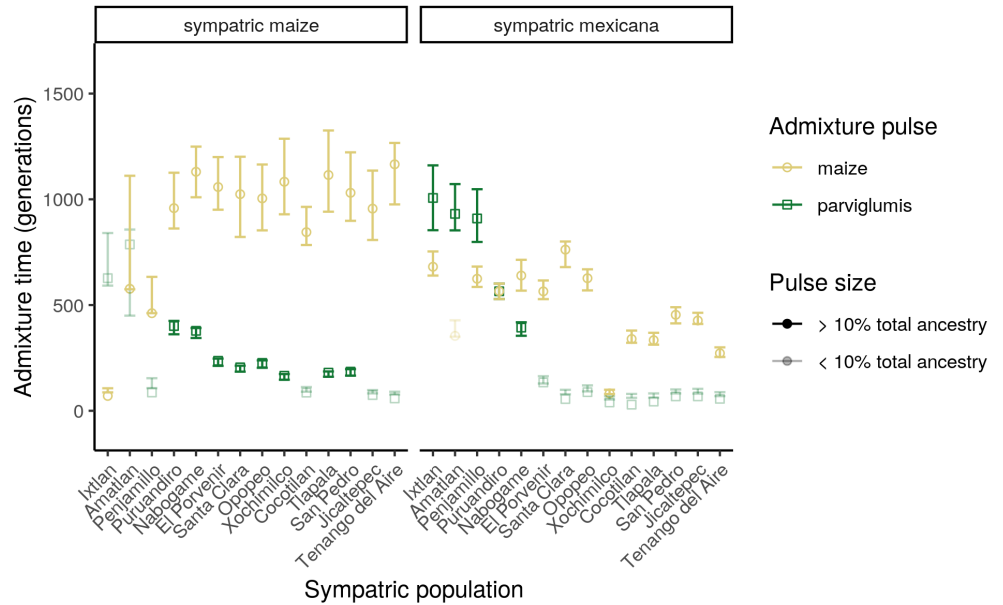 sympatric maize
sympatric mexicana
Admixture time (generations)
1500
1000
500
0
Ixtlan
Amatlan
Penjamillo
Puruandiro
Nabogame
El Porvenir
Santa Clara
Opopeo
Xochimilco
Cocotilan
Tlapala
San Pedro
Jicaltepec
Tenango del Aire
Ixtlan
Amatlan
Penjamillo
Puruandiro
Nabogame
El Porvenir
Santa Clara
Opopeo
Xochimilco
Cocotilan
Tlapala
San Pedro
Jicaltepec
Tenango del Aire
Sympatric population
Admixture pulse
maize
parviglumis
Pulse size
> 10% total ancestry
< 10% total ancestry